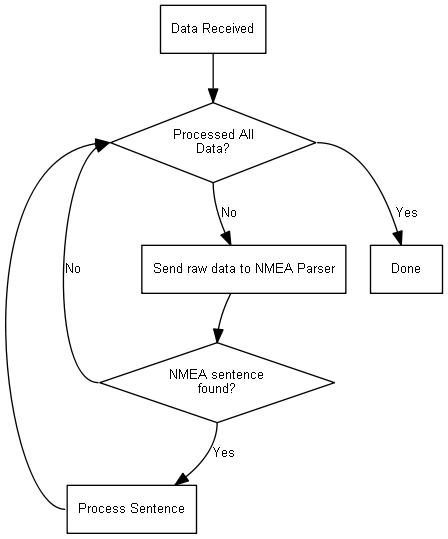 Data Received
Processed All
Data?
No
Yes
Send raw data to NMEA Parser
Done
No
NMEA sentence
found?
Yes
Process Sentence